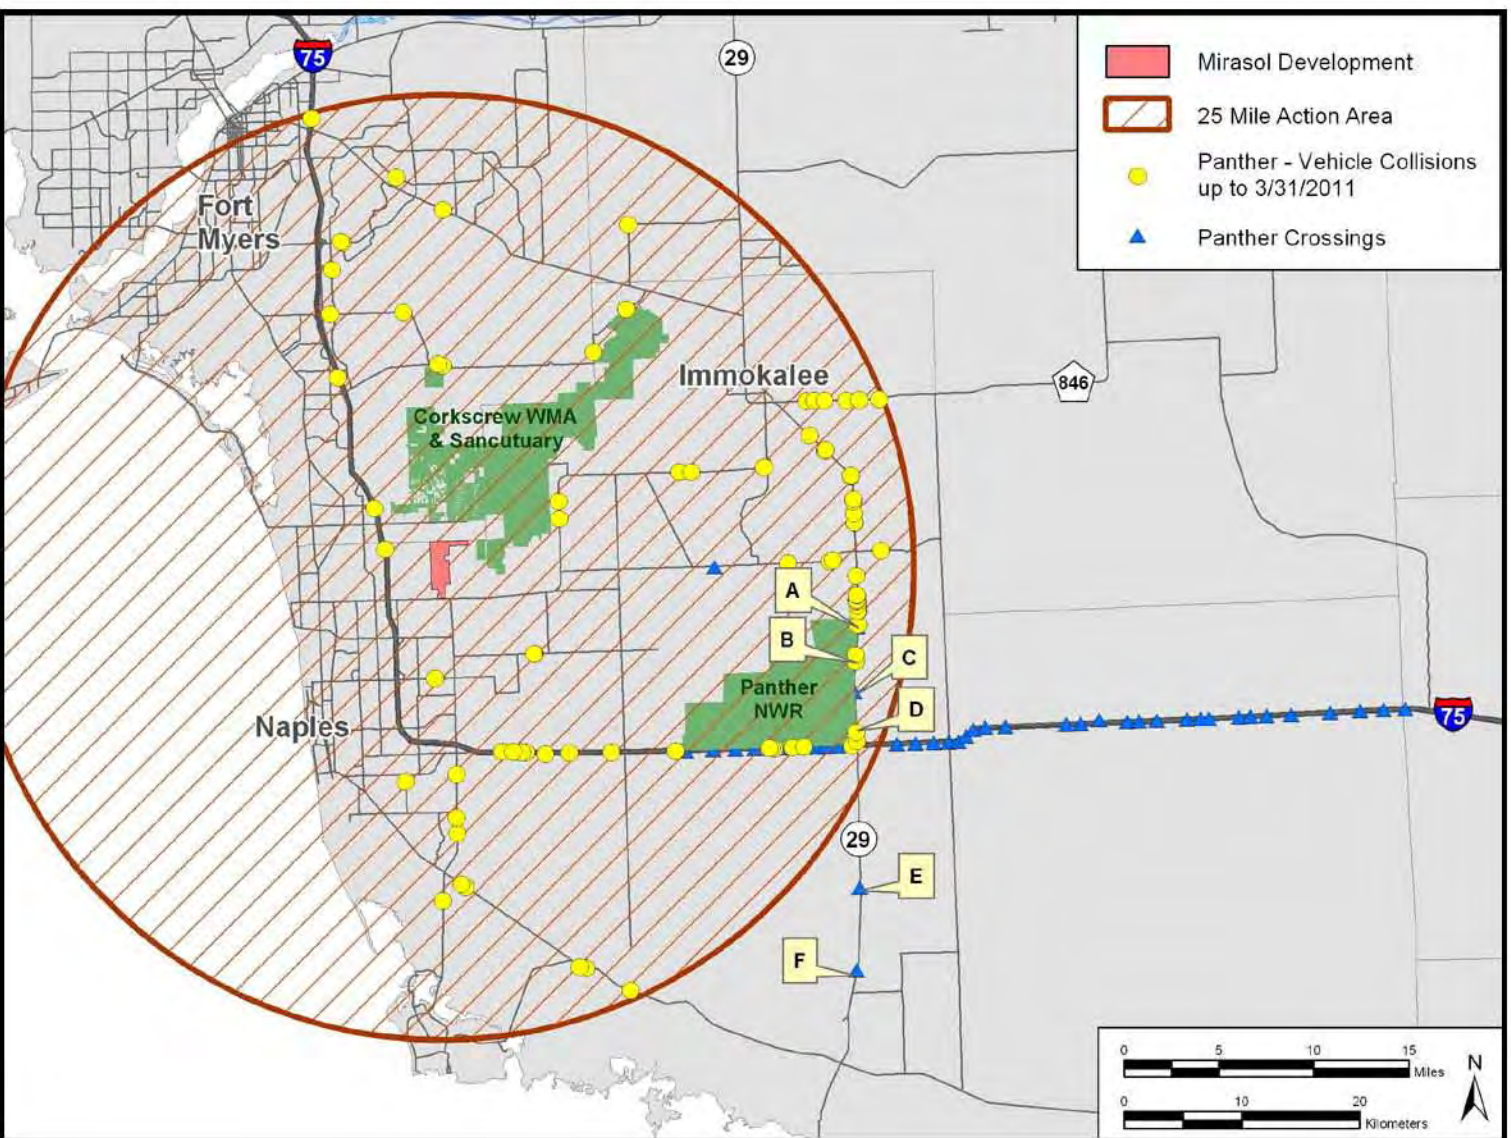 75
29
Mirasol Development
25 Mile Action Area
Panther - Vehicle Collisions
up to 3/31/2011
Panther Crossings
Fort
Myers
Immokalee
846
Corkscrew WMA
& Sancutuary
A
B
C
Panther
NWR
D
Naples
75
29
E
F
0 5 10 15
Miles
0 10 20
Kilometers
N